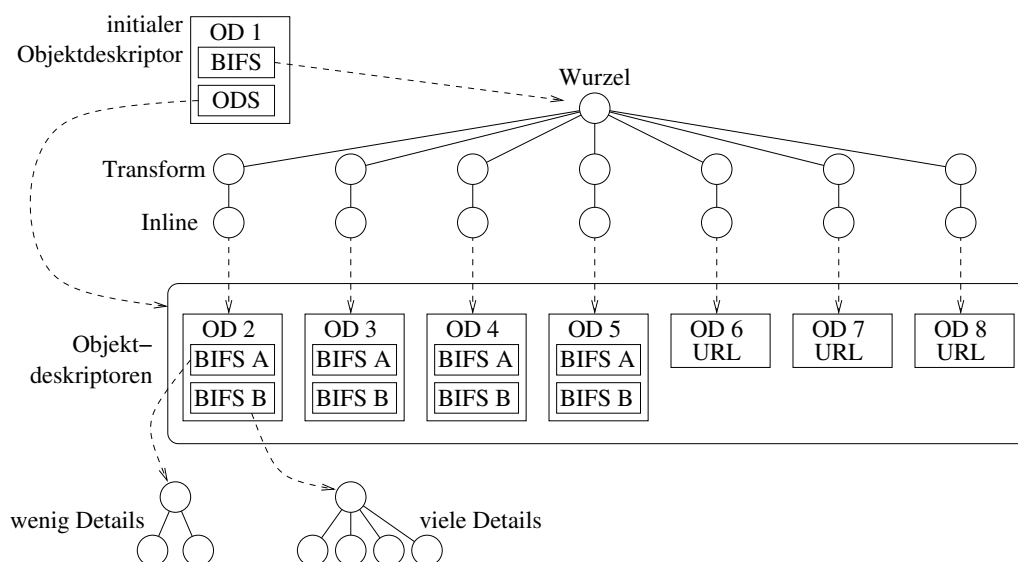 initialer
Objektdeskriptor
OD 1
BIFS
ODS
Wurzel
Transform
Inline
Objekt–
deskriptoren
OD 2
BIFS A
BIFS B
OD 3
BIFS A
BIFS B
OD 4
BIFS A
BIFS B
OD 5
BIFS A
BIFS B
OD 6
URL
OD 7
URL
OD 8
URL
wenig Details
viele Details